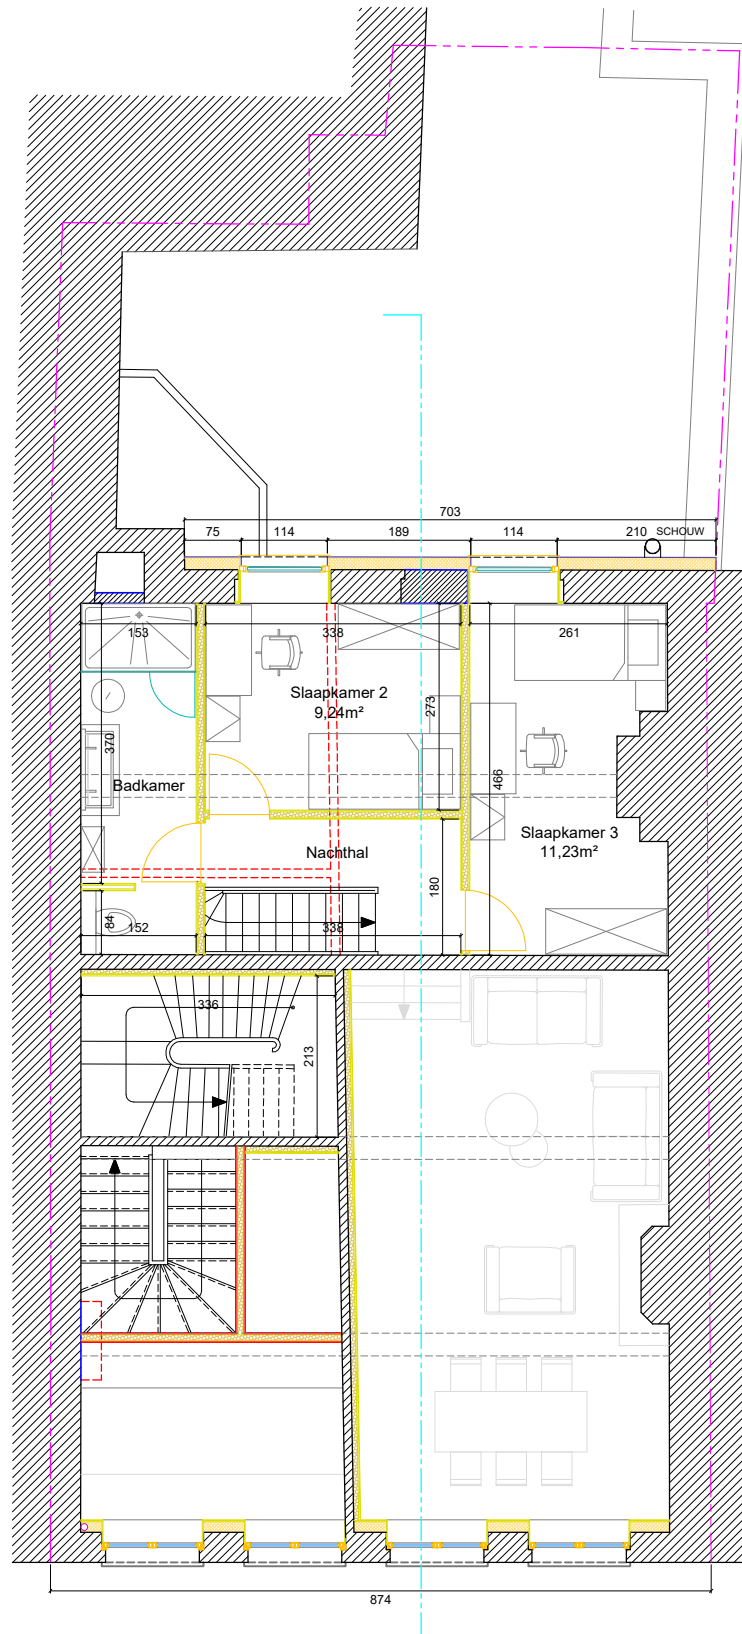 703
75 114 189 114 210 SCHOUW
153 338 261
Slaapkamer 2
9,24m²
273
370
466
Badkamer
Slaapkamer 3
11,23m²
Nachthal
180
84
152 338
336
213
874